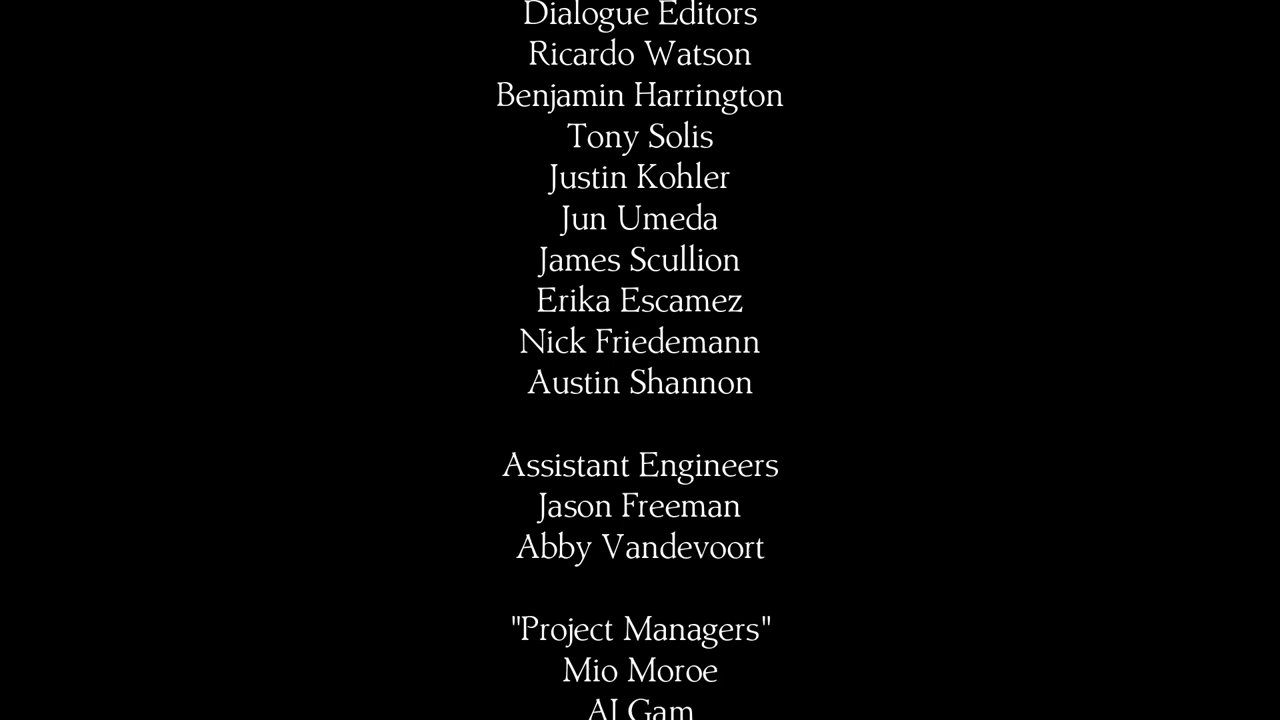 Dialogue Editors
Ricardo Watson
Benjamin Harrington
Tony Solis
Justin Kohler
Jun Umeda
James Scullion
Erika Escamez
Nick Friedemann
Austin Shannon
Assistant Engineers
Jason Freeman
Abby Vandevoort
"Project Managers"
Mio Moroe
AJ Gam